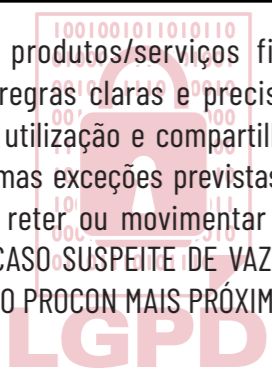 10010110110010
produtos/serviços fi
regras claras e precis
utilização e compartil
mas exceções previstas
reter ou movimentar
CASO SUSPEITE DE VAZ
O PROCON MAIS PRÓXIM
LGPD